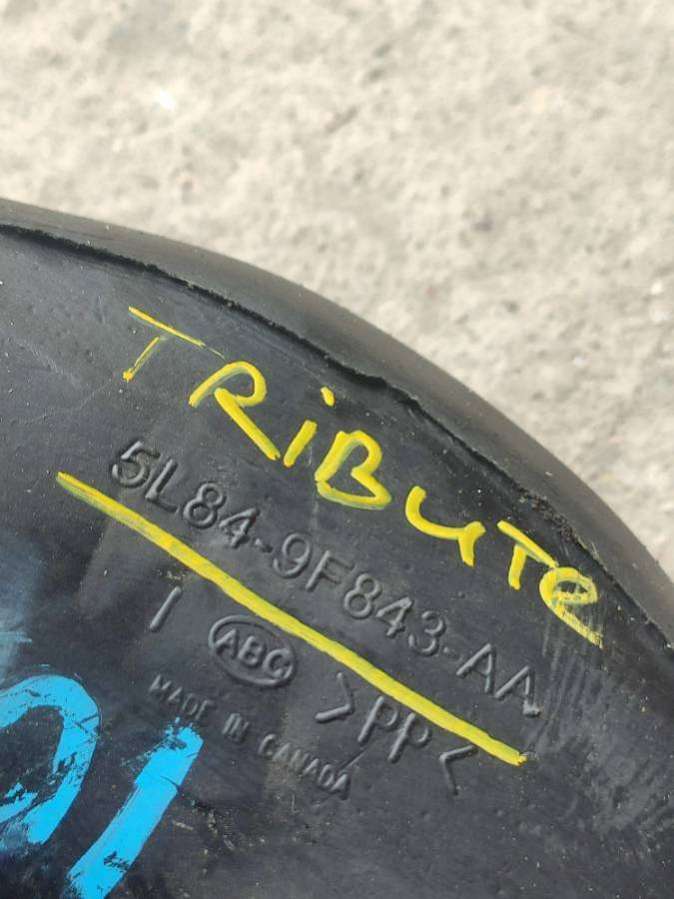 TRiBUTe
5L84-9F843-AA
I ABC >PP<
MADE IN CANADA